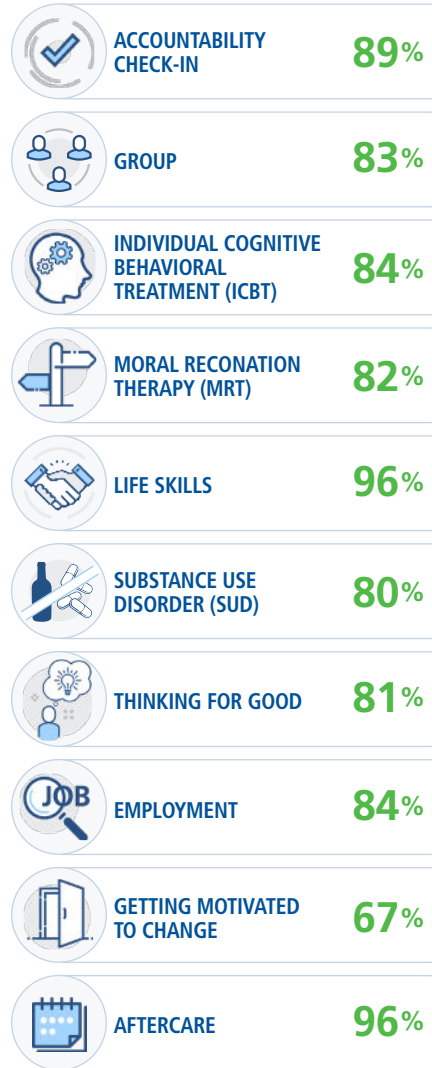 ACCOUNTABILITY
CHECK-IN
89%
GROUP
83%
INDIVIDUAL COGNITIVE
BEHAVIORAL
TREATMENT (ICBT)
84%
MORAL RECONATION
THERAPY (MRT)
82%
LIFE SKILLS
96%
SUBSTANCE USE
DISORDER (SUD)
80%
THINKING FOR GOOD
81%
JOB
EMPLOYMENT
84%
GETTING MOTIVATED
TO CHANGE
67%
AFTERCARE
96%